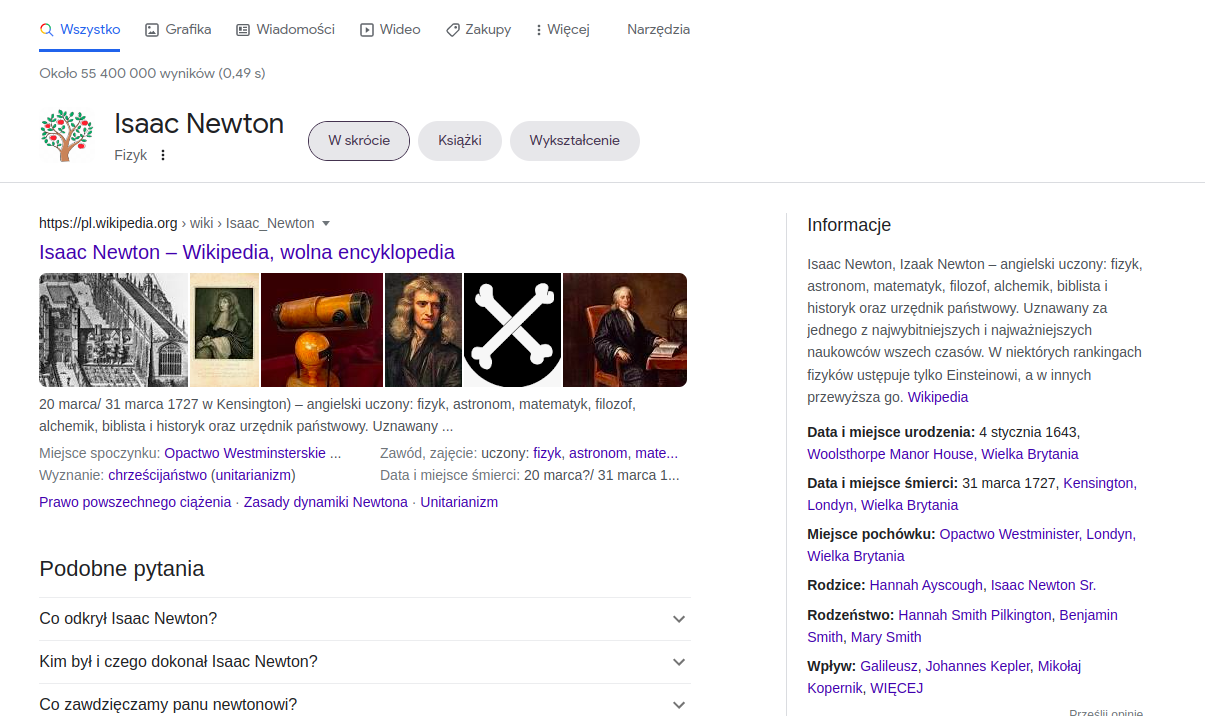 Wszystko Grafika Wiadomości Wideo Zakupy Więcej Narzędzia
Około 55 400 000 wyników (0,49 s)
Isaac Newton
Fizyk
W skrócie Książki Wykształcenie
https://pl.wikipedia.org › wiki › Isaac_Newton
Isaac Newton – Wikipedia, wolna encyklopedia
20 marca/ 31 marca 1727 w Kensington) – angielski uczony: fizyk, astronom, matematyk, filozof,
alchemik, biblista i historyk oraz urzędnik państwowy. Uznawany ...
Miejsce spoczynku: Opactwo Westminsterskie ... Zawód, zajęcie: uczony: fizyk, astronom, mate...
Wyznanie: chrześcijaństwo (unitarianizm) Data i miejsce śmierci: 20 marca?/ 31 marca 1...
Prawo powszechnego ciążenia · Zasady dynamiki Newtona · Unitarianizm
Podobne pytania
Co odkrył Isaac Newton?
Kim był i czego dokonał Isaac Newton?
Co zawdzięczamy panu newtonowi?
Informacje
Isaac Newton, Izaak Newton – angielski uczony: fizyk,
astronom, matematyk, filozof, alchemik, biblista i
historyk oraz urzędnik państwowy. Uznawany za
jednego z najwybitniejszych i najważniejszych
naukowców wszech czasów. W niektórych rankingach
fizyków ustępuje tylko Einsteinowi, a w innych
przewyższa go. Wikipedia
Data i miejsce urodzenia: 4 stycznia 1643,
Woolsthorpe Manor House, Wielka Brytania
Data i miejsce śmierci: 31 marca 1727, Kensington,
Londyn, Wielka Brytania
Miejsce pochówku: Opactwo Westminister, Londyn,
Wielka Brytania
Rodzice: Hannah Ayscough, Isaac Newton Sr.
Rodzeństwo: Hannah Smith Pilkington, Benjamin
Smith, Mary Smith
Wpływ: Galileusz, Johannes Kepler, Mikołaj
Kopernik, WIĘCEJ
Prześlij opinię